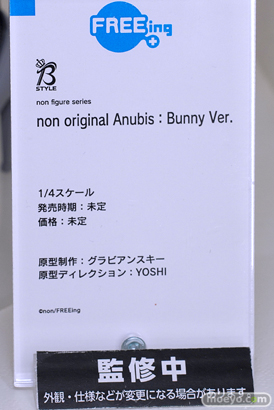 FREEing
B
STYLE
non figure series
non original Anubis : Bunny Ver.
1/4スケール
発売時期：未定
価格：未定
原型制作：グラビアンスキー
原型ディレクション：YOSHI
©non/FREEing
監修中
外観・仕様などが変更になる場合があります。
moeyo.com